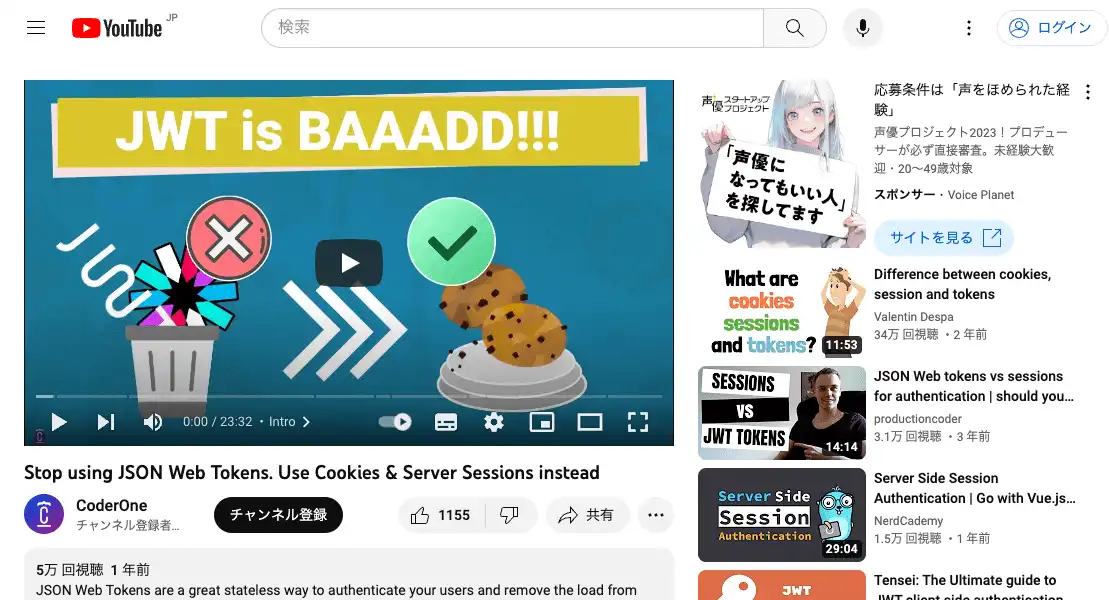 YouTube JP
検索
ログイン
JWT is BAAADD!!!
JWT
0:00 / 23:32 • Intro
Stop using JSON Web Tokens. Use Cookies & Server Sessions instead
CoderOne
チャンネル登録者...
チャンネル登録
1155
共有
5万 回視聴 1 年前
JSON Web Tokens are a great stateless way to authenticate your users and remove the load from
声優スタートアップ
プロジェクト
「声優に
なってもいい人」
を探してます
応募条件は「声をほめられた経
験」
声優プロジェクト2023！プロデュー
サーが必ず直接審査。未経験大歓
迎・20〜49歳対象
スポンサー・Voice Planet
サイトを見る
What are
cookies
sessions
and tokens?
11:53
Difference between cookies,
session and tokens
Valentin Despa
34万 回視聴 ・2 年前
SESSIONS
VS
JWT TOKENS
14:14
JSON Web tokens vs sessions
for authentication | should you...
productioncoder
3.1万 回視聴 ・3 年前
Server Side
Session
Authentication
29:04
Server Side Session
Authentication | Go with Vue.js...
NerdCademy
1.5万 回視聴 ・1 年前
JWT
Tensei: The Ultimate guide to
JWT client side authentication